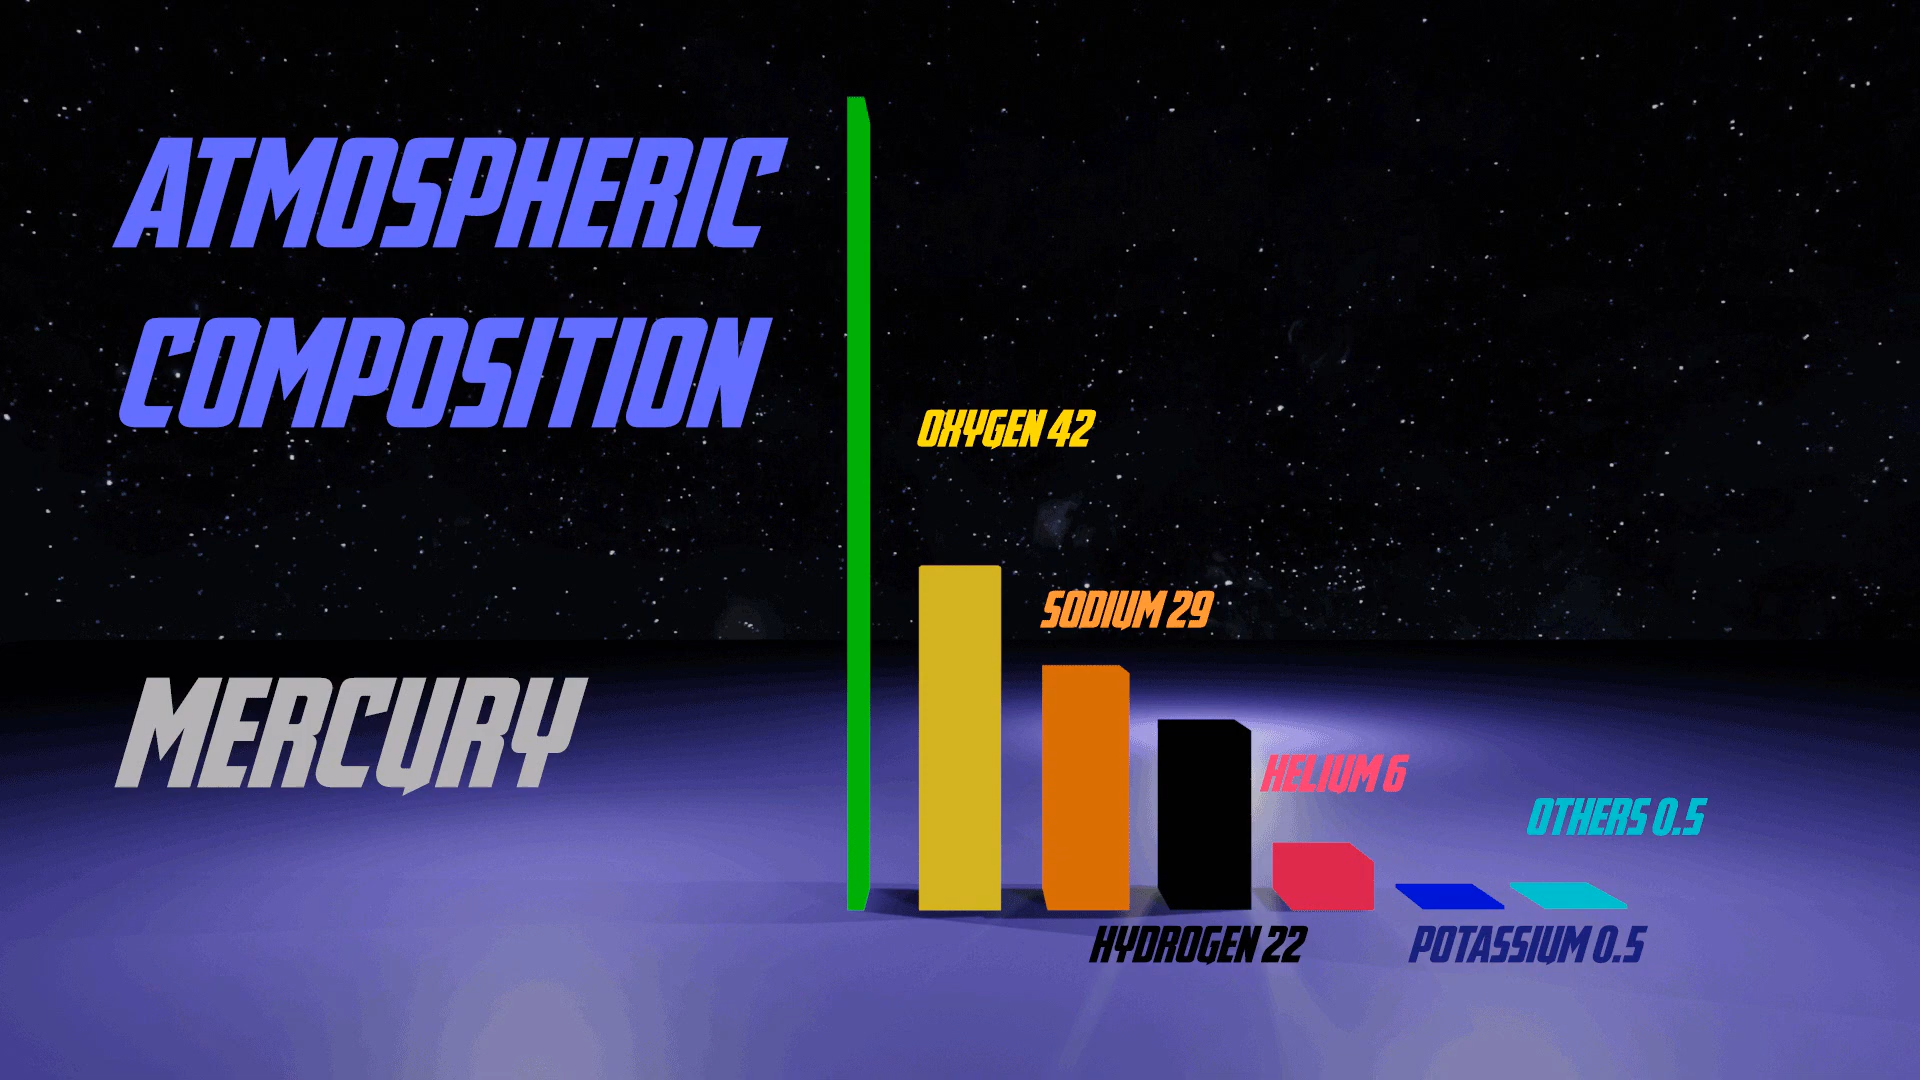 ATMOSPHERIC
COMPOSITION
MERCURY
OXYGEN 42
SODIUM 29
HYDROGEN 22
HELIUM 6
POTASSIUM 0.5
OTHERS 0.5